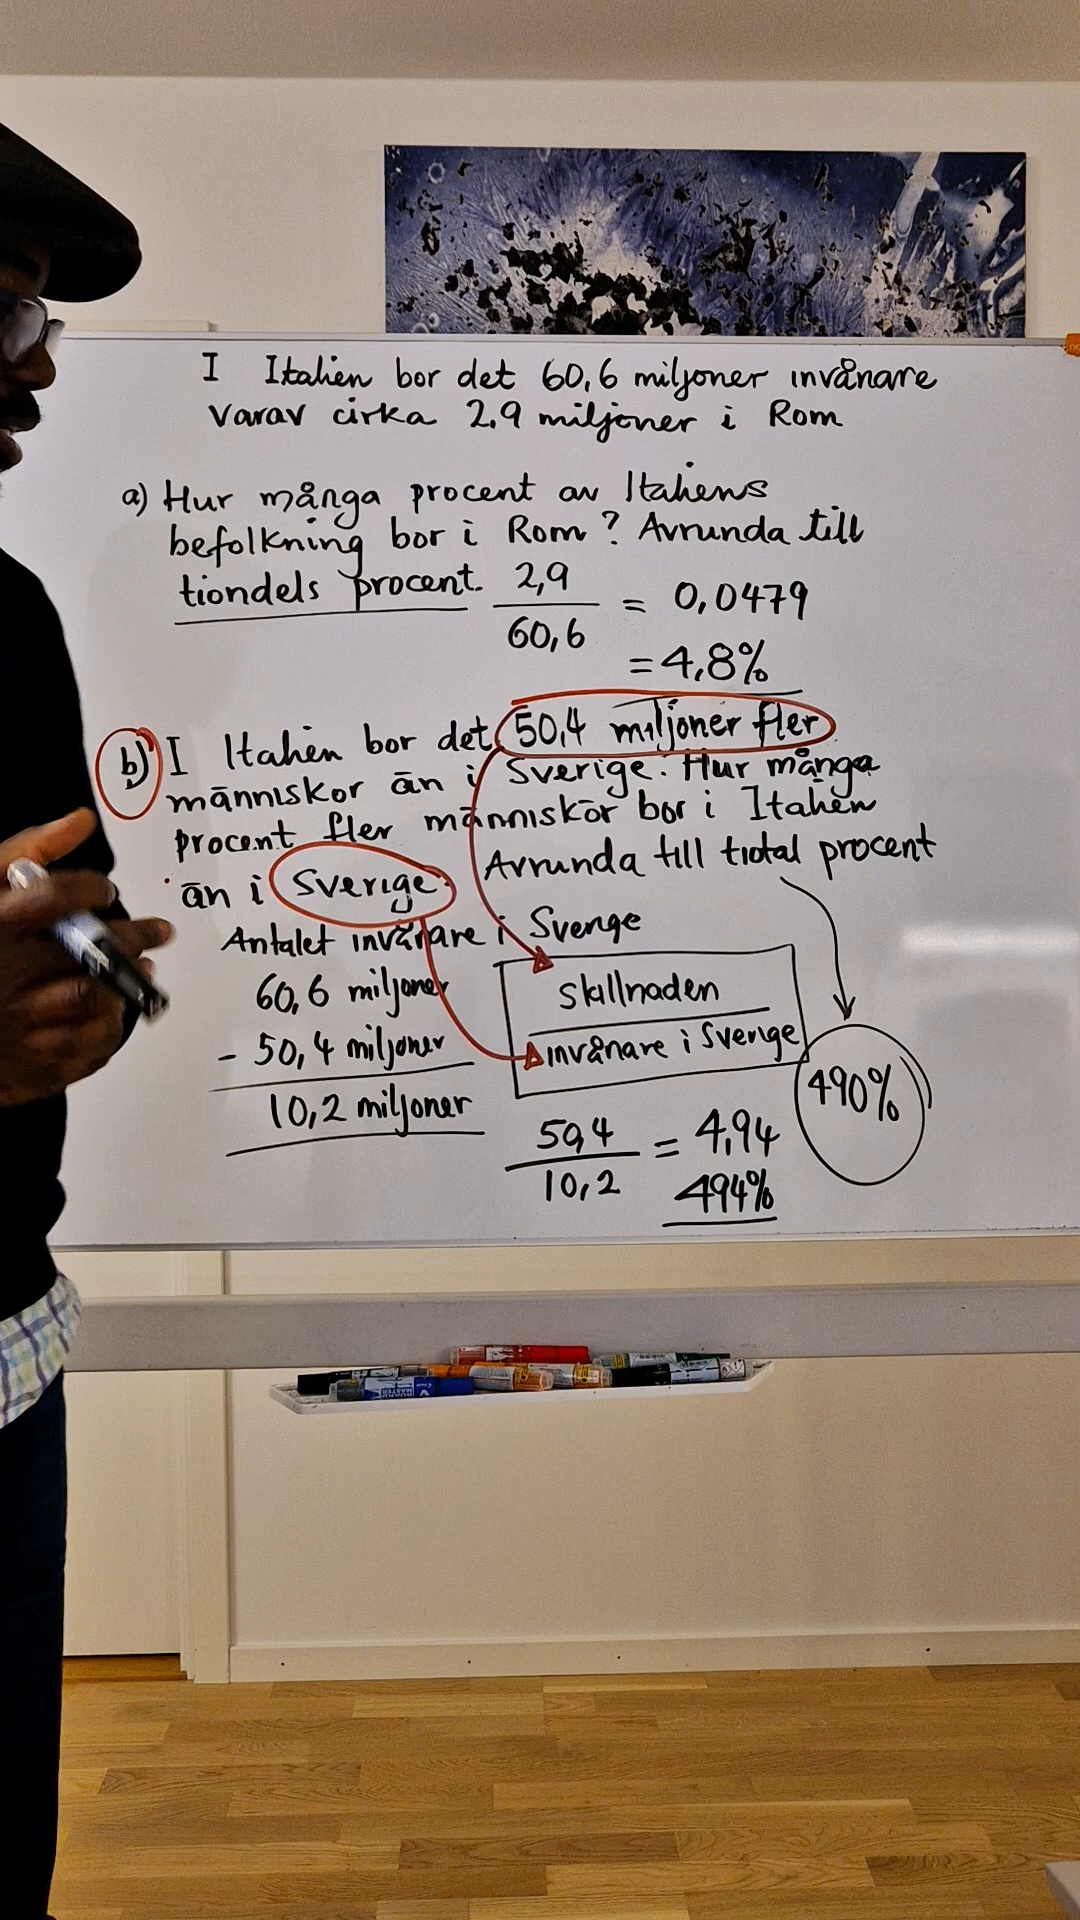 I Italien bor det 60,6 miljoner invånare
varav cirka 2,9 miljoner i Rom
a) Hur många procent av Italiens
befolkning bor i Rom? Avrunda till
tiondels procent.
2,9
60,6
= 0,0479
= 4,8%
b) I Italien bor det 50,4 miljoner fler
människor än i Sverige. Hur många
procent fler människor bor i Italien
än i Sverige. Avrunda till tiotal procent
Antalet invånare i Sverige
60,6 miljoner
- 50,4 miljoner
10,2 miljoner
skillnaden
invånare i Sverige
490%
50,4
10,2
= 4,94
494%